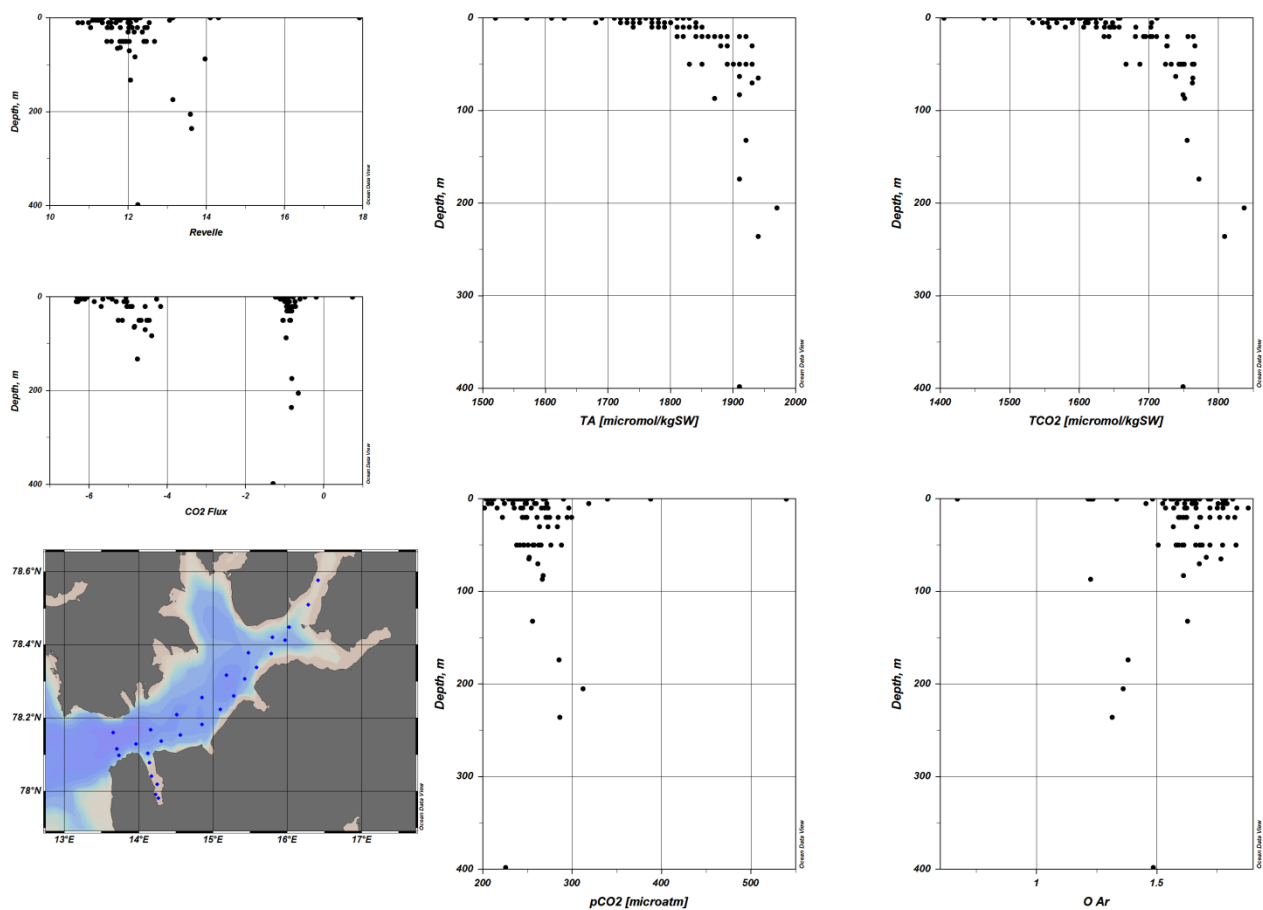 0
200
400
10
12
14
16
18
Depth, m
Revelle
Ocean Data View
0
200
400
-6
-4
-2
0
Depth, m
CO2 Flux
Ocean Data View
0
100
200
300
400
1500
1600
1700
1800
1900
2000
Depth, m
TA [micromol/kgSW]
Ocean Data View
0
100
200
300
400
1400
1500
1600
1700
1800
Depth, m
TCO2 [micromol/kgSW]
Ocean Data View
78.6°N
78.4°N
78.2°N
78°N
13°E
14°E
15°E
16°E
17°E
Ocean Data View
0
100
200
300
400
200
300
400
500
Depth, m
pCO2 [microatm]
Ocean Data View
0
100
200
300
400
1
1.5
Depth, m
O Ar
Ocean Data View